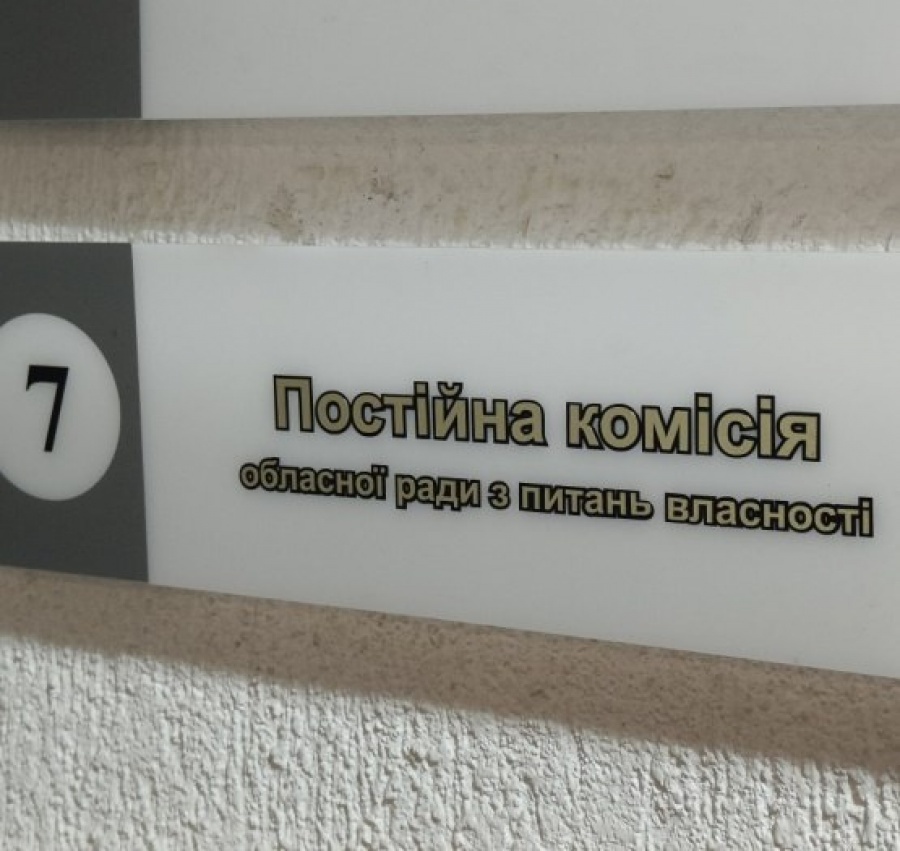 7
Постійна комісія
обласної ради з питань власності